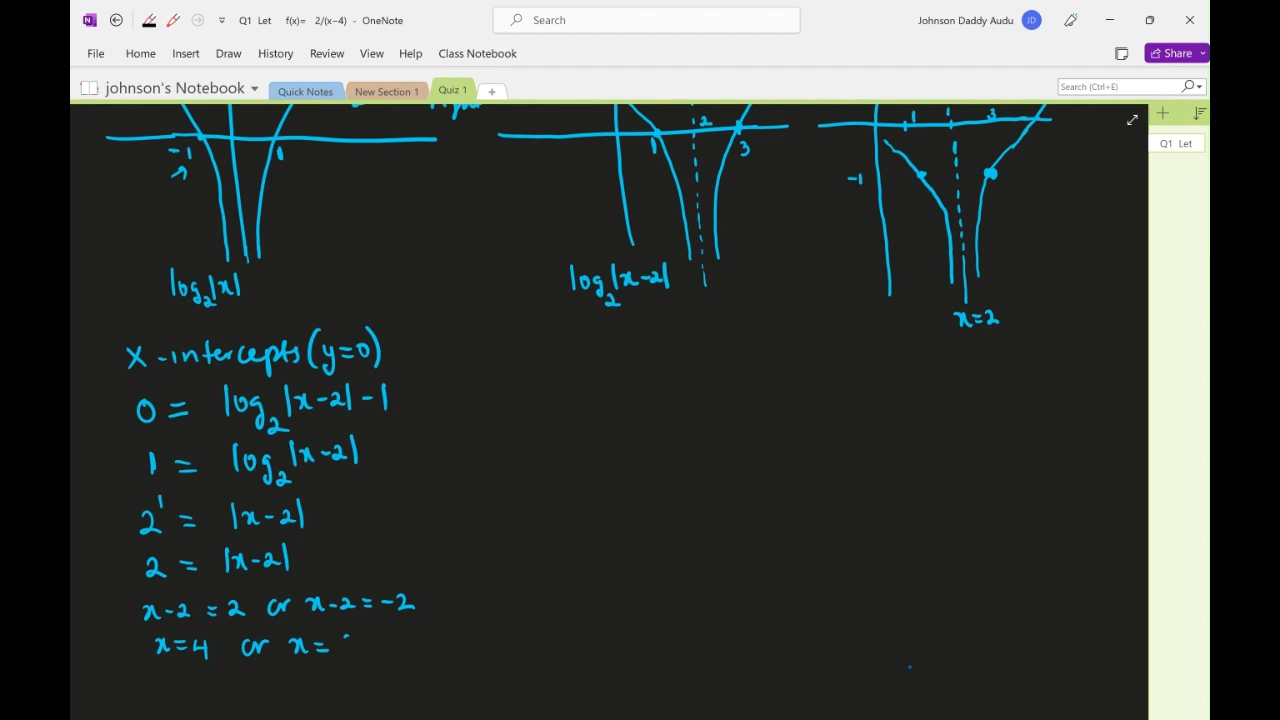 Q1 Let f(x)= 2/(x−4) - OneNote
Search
Johnson Daddy Audu
JD
File Home Insert Draw History Review View Help Class Notebook
Share
johnson's Notebook
Quick Notes
New Section 1
Quiz 1
Search (Ctrl+E)
Q1 Let
-1 1
1 2 3
1 1 3
-1
log₂|x|
log₂|x-2|
x=2
X-intercepts (y=0)
0 = log₂|x-2|-1
1 = log₂|x-2|
2¹ = |x-2|
2 = |x-2|
x-2 = 2 or x-2 = -2
x=4 or x=